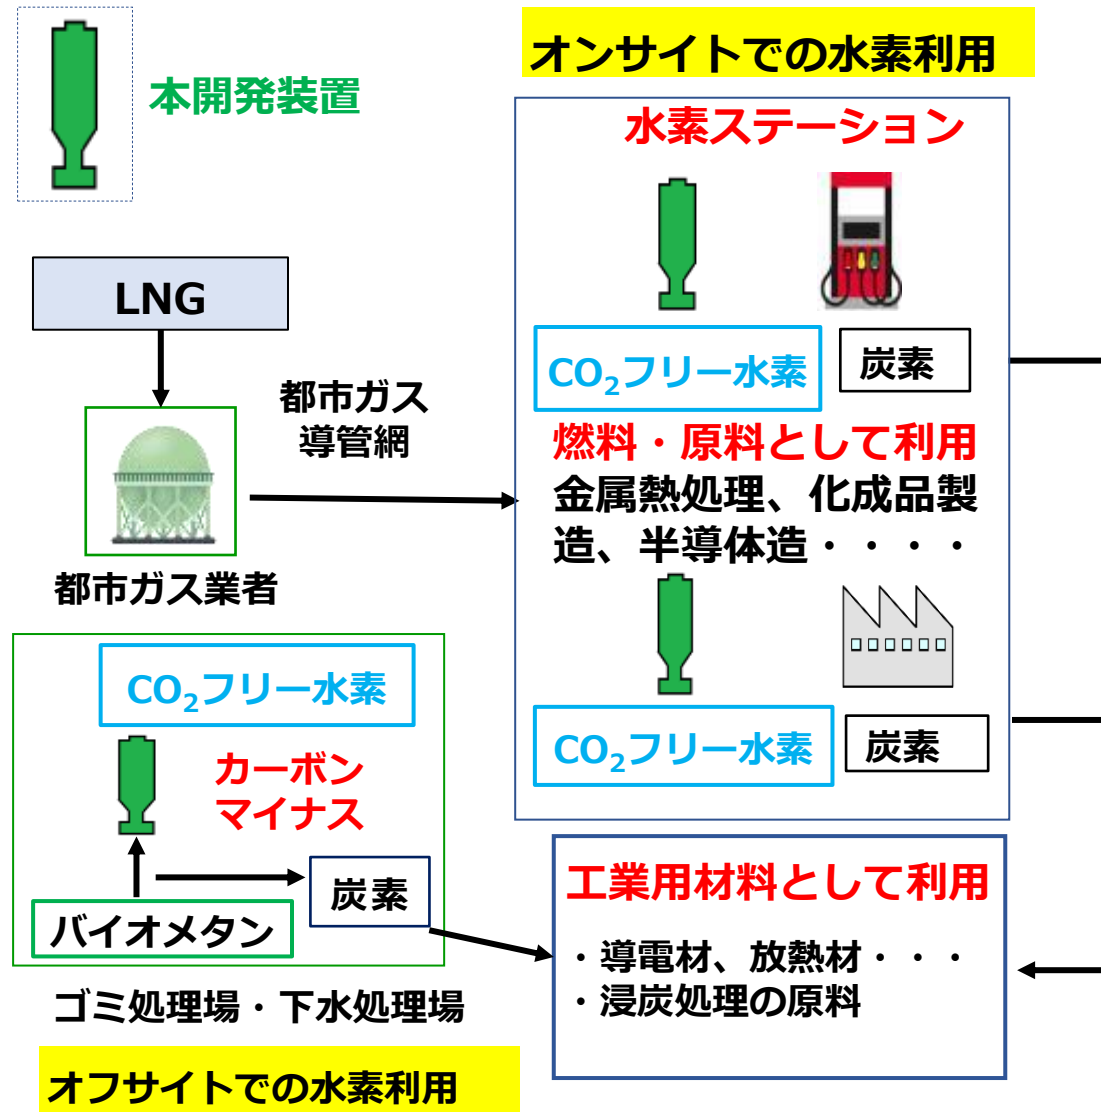 本開発装置
オンサイトでの水素利用
水素ステーション
CO₂フリー水素
炭素
燃料・原料として利用
金属熱処理、化成品製
造、半導体造・・・・
CO₂フリー水素
炭素
LNG
都市ガス
導管網
都市ガス業者
CO₂フリー水素
カーボン
マイナス
炭素
バイオメタン
ゴミ処理場・下水処理場
オフサイトでの水素利用
工業用材料として利用
・導電材、放熱材・・・
・浸炭処理の原料